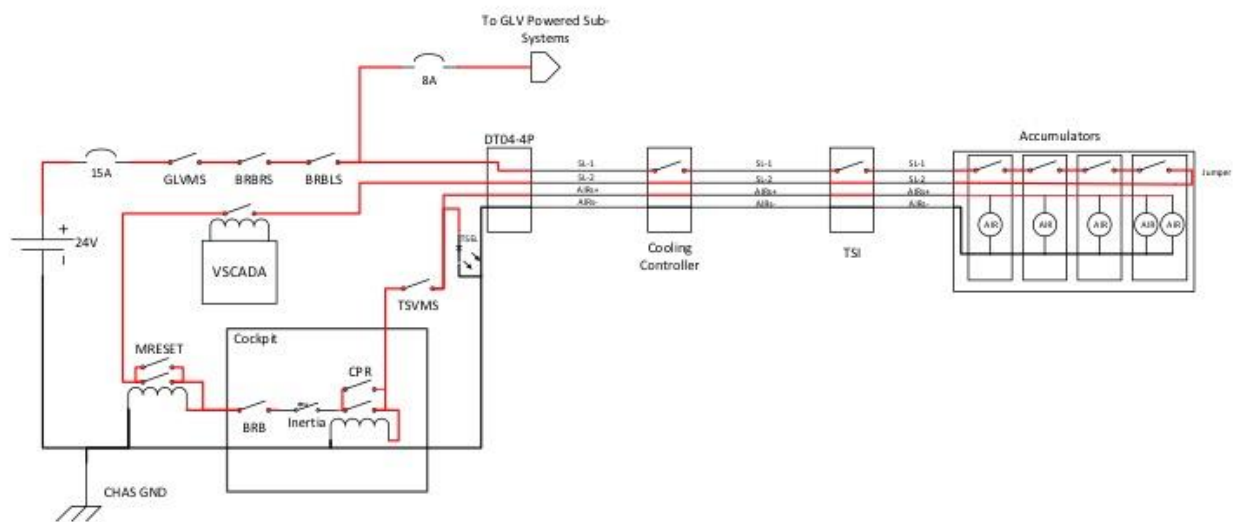 To GLV Powered Sub-
Systems
8A
DT04-4P
Accumulators
15A
GLVMS
BRBRS
BRBLS
SL-1
SL-1
SL-1
SL-2
SL-2
SL-2
AIRs+
AIRs+
AIRs+
AIRs-
AIRs-
AIRs-
Jumper
+
24V
VSCADA
TSEL
AIR
AIR
AIR
AIR
AIR
Cooling
Controller
TSI
TSVMS
Cockpit
MRESET
CPR
BRB
Inertia
CHAS GND